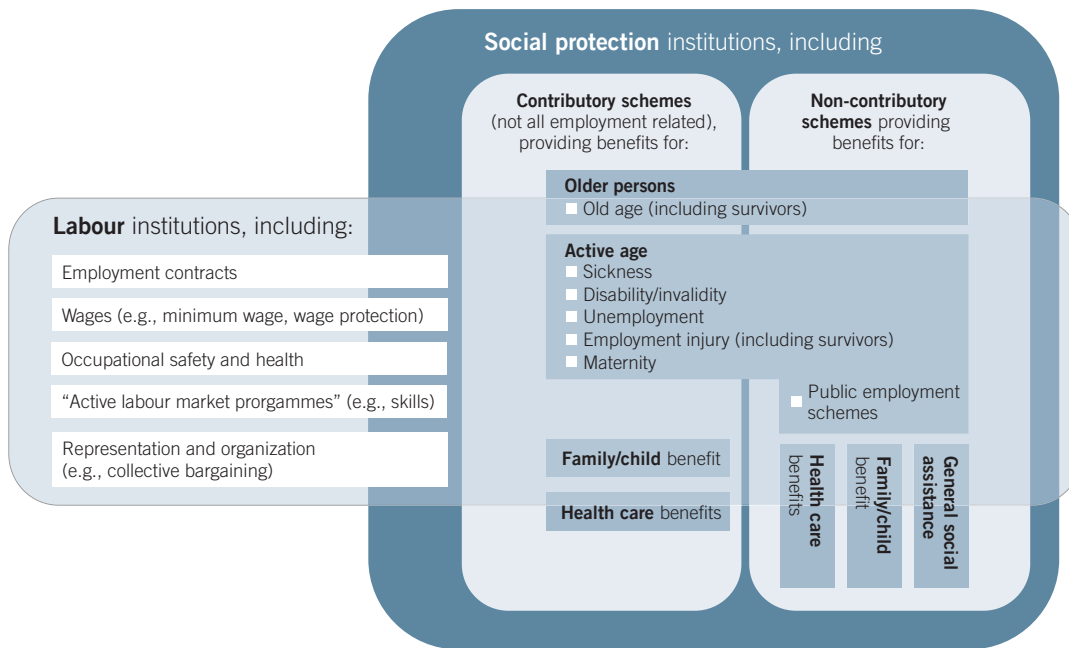 Social protection institutions, including
Contributory schemes
(not all employment related),
providing benefits for:
Non-contributory
schemes providing
benefits for:
Older persons
Old age (including survivors)
Labour institutions, including:
Employment contracts
Wages (e.g., minimum wage, wage protection)
Occupational safety and health
“Active labour market prorgammes” (e.g., skills)
Representation and organization
(e.g., collective bargaining)
Active age
Sickness
Disability/invalidity
Unemployment
Employment injury (including survivors)
Maternity
Public employment
schemes
Family/child benefit
Health care benefits
Health care
benefits
Family/child
benefit
General social
assistance